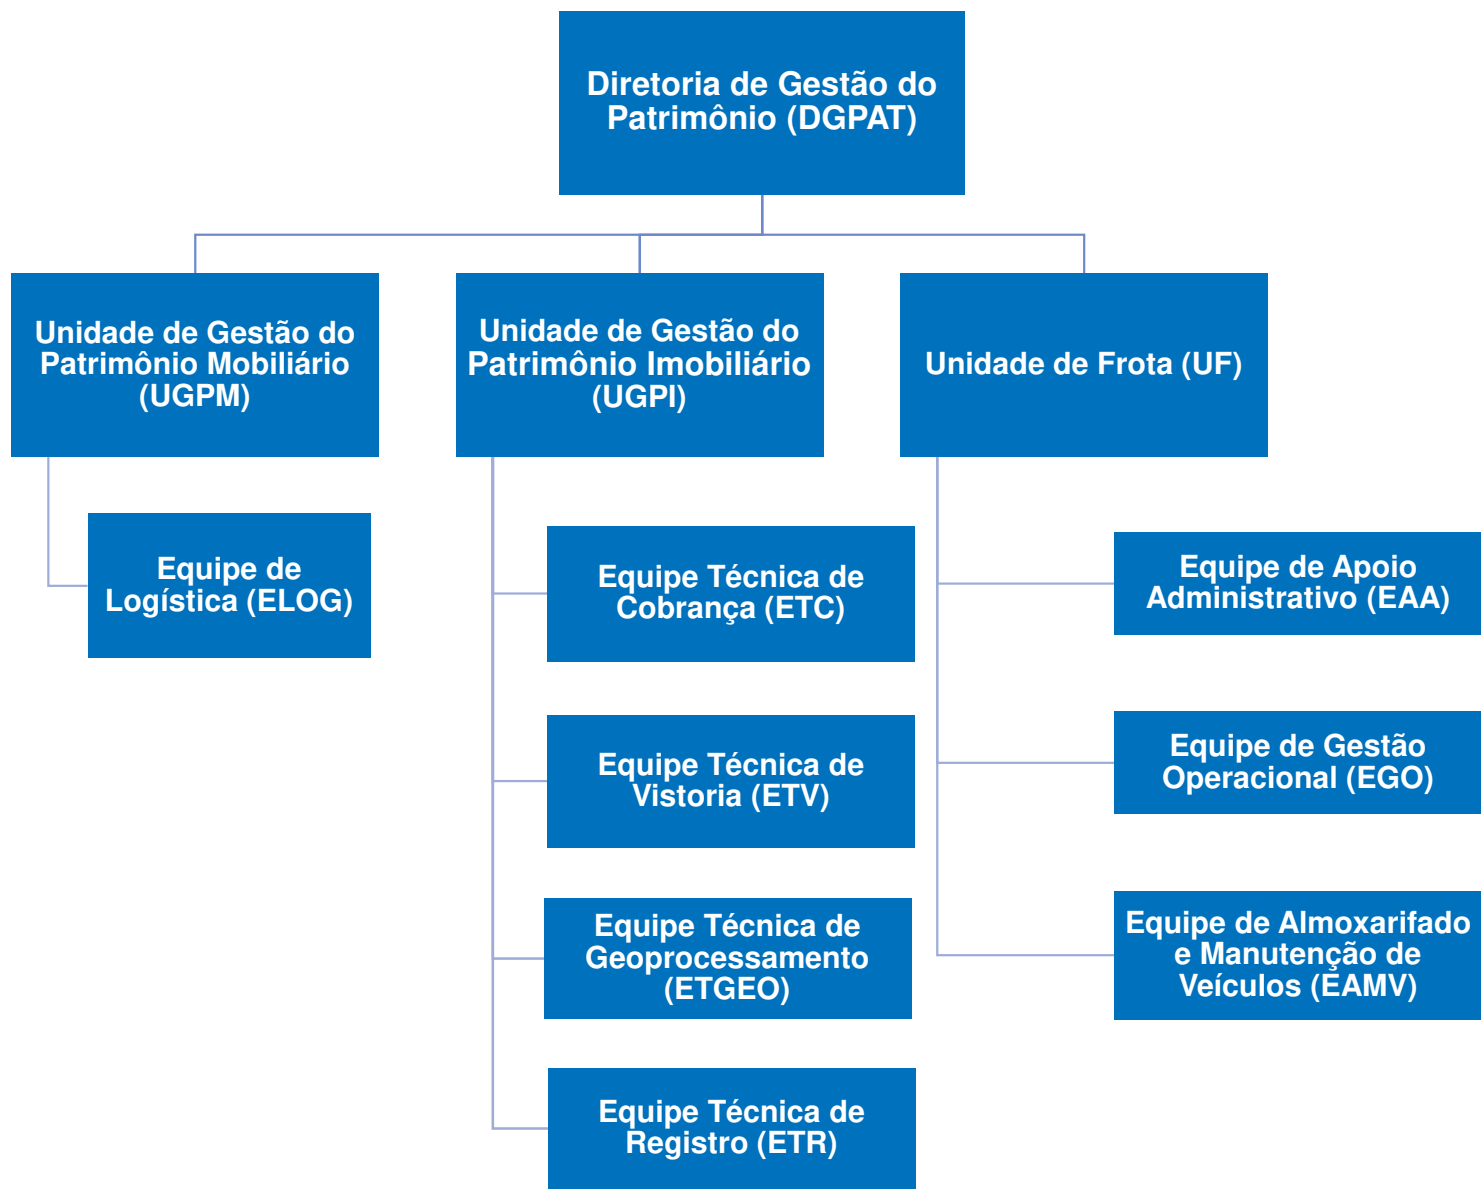 Diretoria de Gestão do
Patrimônio (DGPAT)
Unidade de Gestão do
Patrimônio Mobiliário
(UGPM)
Unidade de Gestão do
Patrimônio Imobiliário
(UGPI)
Unidade de Frota (UF)
Equipe de
Logística (ELOG)
Equipe Técnica de
Cobrança (ETC)
Equipe Técnica de
Vistoria (ETV)
Equipe Técnica de
Geoprocessamento
(ETGEO)
Equipe Técnica de
Registro (ETR)
Equipe de Apoio
Administrativo (EAA)
Equipe de Gestão
Operacional (EGO)
Equipe de Almoxarifado
e Manutenção de
Veículos (EAMV)